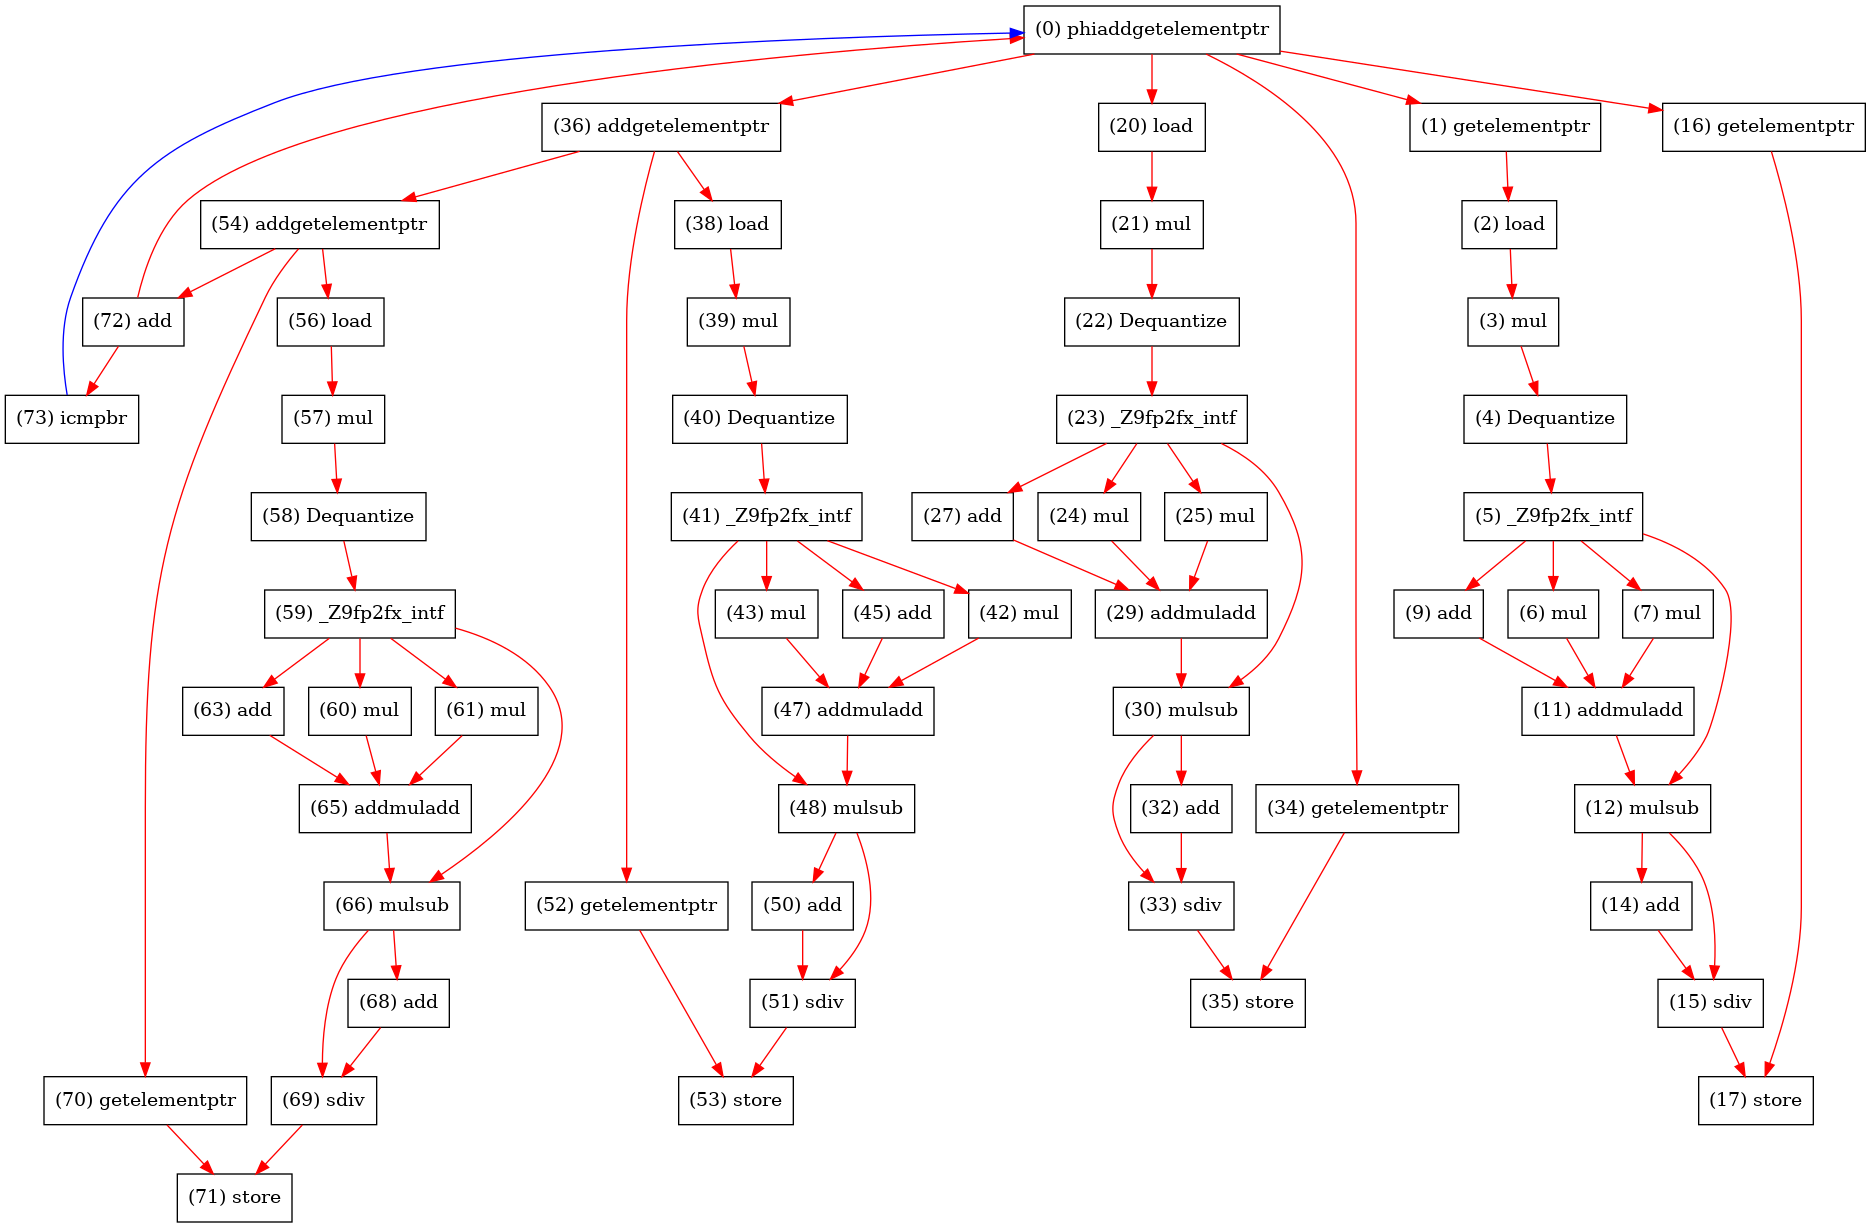 (0) phiaddgetelementptr
(36) addgetelementptr
(20) load
(1) getelementptr
(16) getelementptr
(54) addgetelementptr
(38) load
(21) mul
(2) load
(72) add
(56) load
(39) mul
(22) Dequantize
(3) mul
(73) icmpbr
(57) mul
(40) Dequantize
(23) _Z9fp2fx_intf
(4) Dequantize
(58) Dequantize
(41) _Z9fp2fx_intf
(27) add
(24) mul
(25) mul
(5) _Z9fp2fx_intf
(59) _Z9fp2fx_intf
(43) mul
(45) add
(42) mul
(29) addmuladd
(9) add
(6) mul
(7) mul
(63) add
(60) mul
(61) mul
(47) addmuladd
(30) mulsub
(11) addmuladd
(65) addmuladd
(48) mulsub
(32) add
(34) getelementptr
(12) mulsub
(66) mulsub
(52) getelementptr
(50) add
(33) sdiv
(14) add
(68) add
(51) sdiv
(35) store
(15) sdiv
(70) getelementptr
(69) sdiv
(53) store
(17) store
(71) store